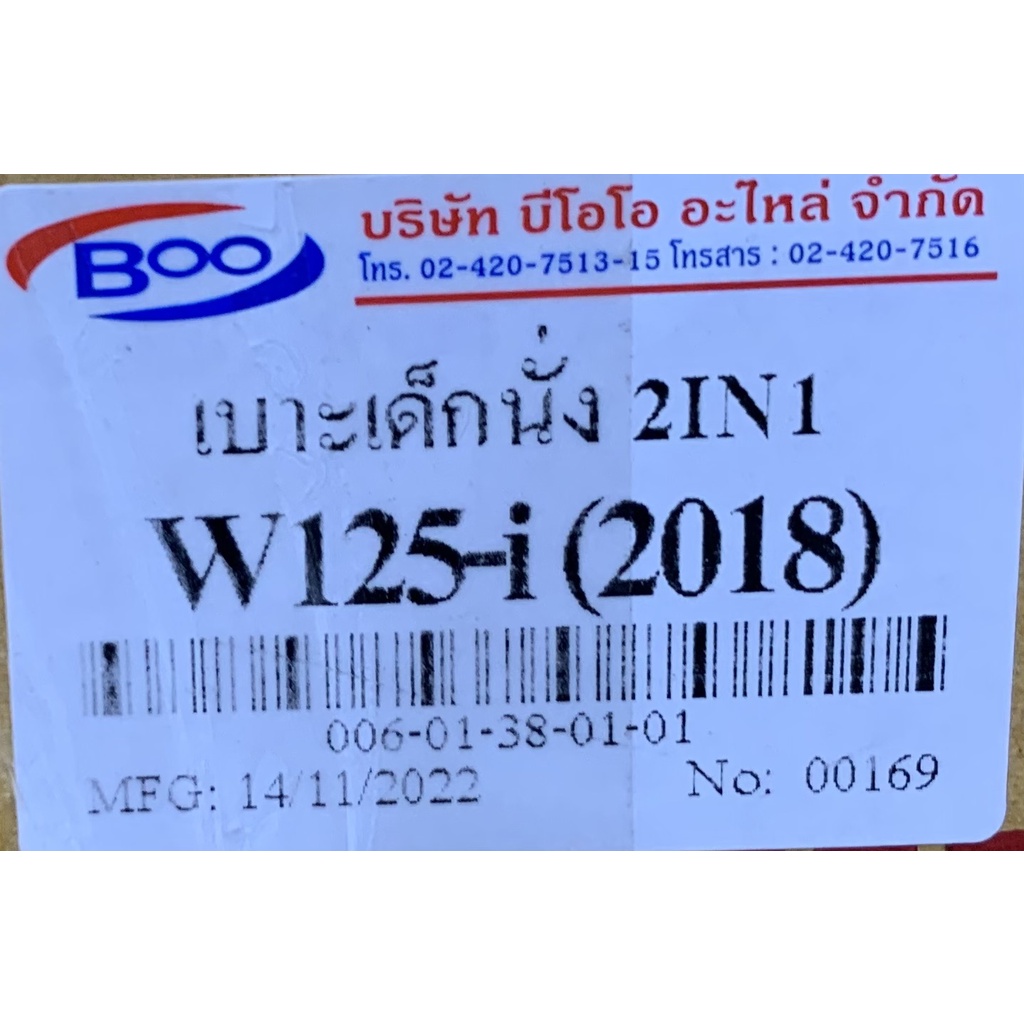 BOO
บริษัท บีโอโอ อะไหล่ จำกัด
โทร. 02-420-7513-15 โทรสาร : 02-420-7516
เบาะเด็กนั่ง 2IN1
W125-i (2018)
006-01-38-01-01
MFG: 14/11/2022 No: 00169